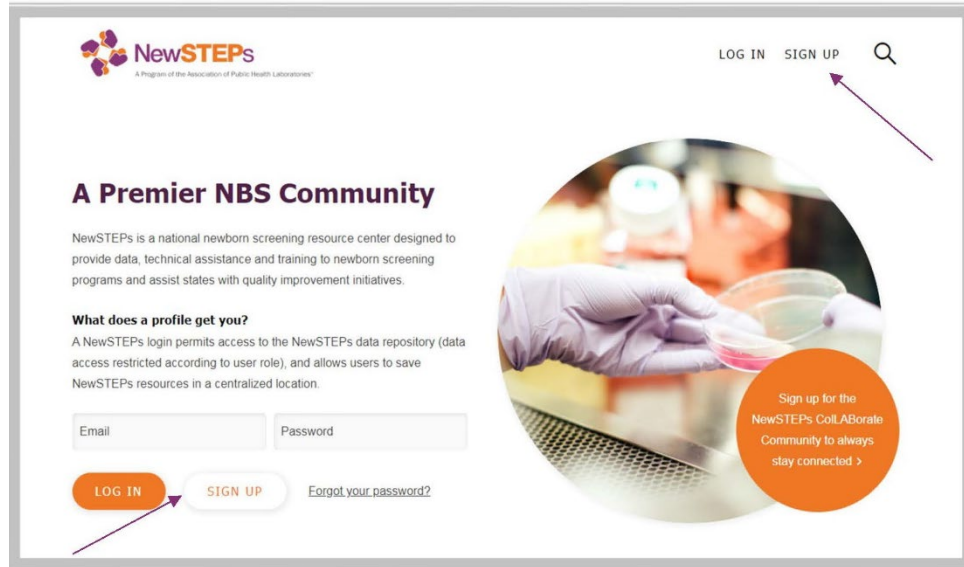 NewSTEPs
A Program of the Association of Public Health Laboratories™
LOG IN SIGN UP
A Premier NBS Community
NewSTEPs is a national newborn screening resource center designed to
provide data, technical assistance and training to newborn screening
programs and assist states with quality improvement initiatives.
What does a profile get you?
A NewSTEPs login permits access to the NewSTEPs data repository (data
access restricted according to user role), and allows users to save
NewSTEPs resources in a centralized location.
Email Password
LOG IN SIGN UP Forgot your password?
Sign up for the
NewSTEPs ColLABorate
Community to always
stay connected >